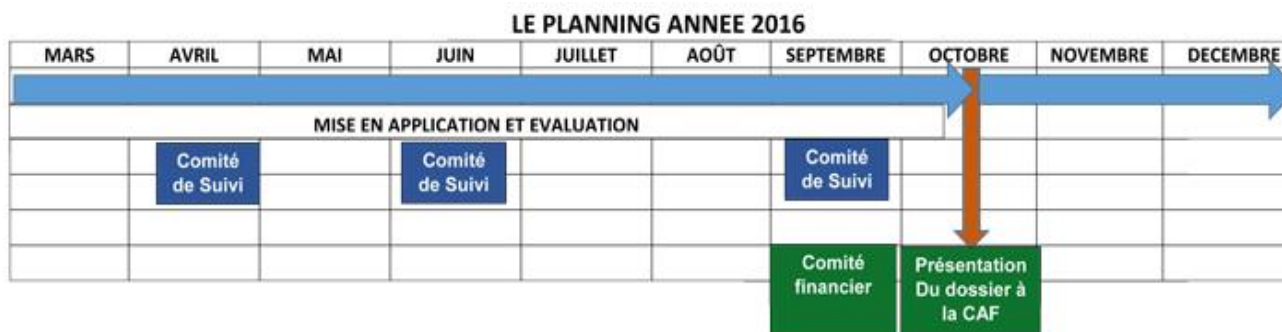 LE PLANNING ANNEE 2016
MARS AVRIL MAI JUIN JUILLET AOÛT SEPTEMBRE OCTOBRE NOVEMBRE DECEMBRE
MISE EN APPLICATION ET EVALUATION
Comité
de Suivi
Comité
de Suivi
Comité
de Suivi
Comité
financier
Présentation
Du dossier à
la CAF